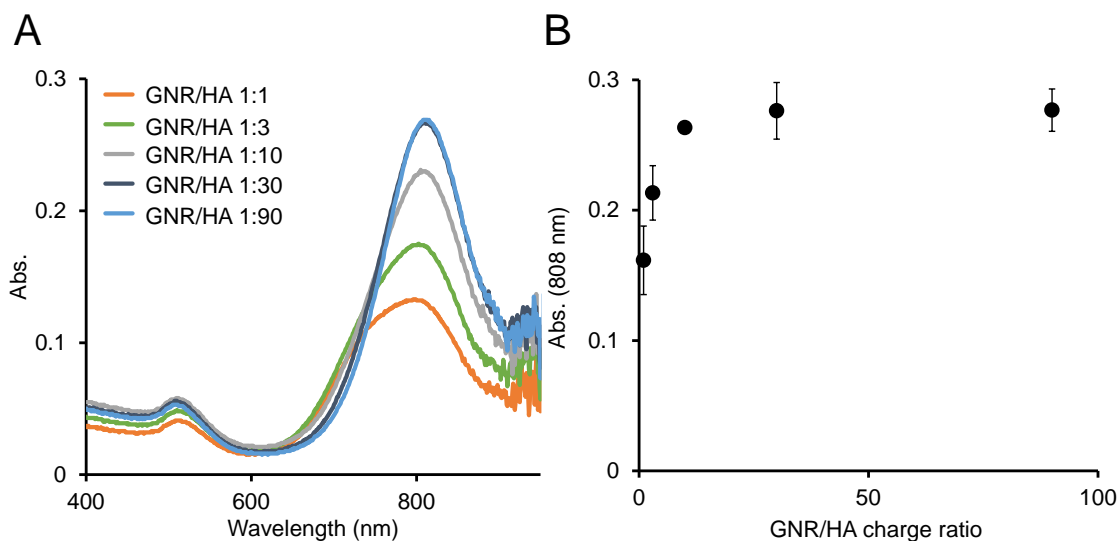 A
B
0.3
0.2
0.1
0
Abs.
GNR/HA 1:1
GNR/HA 1:3
GNR/HA 1:10
GNR/HA 1:30
GNR/HA 1:90
400
600
800
Wavelength (nm)
0.3
0.2
0.1
0
Abs. (808 nm)
0
50
100
GNR/HA charge ratio